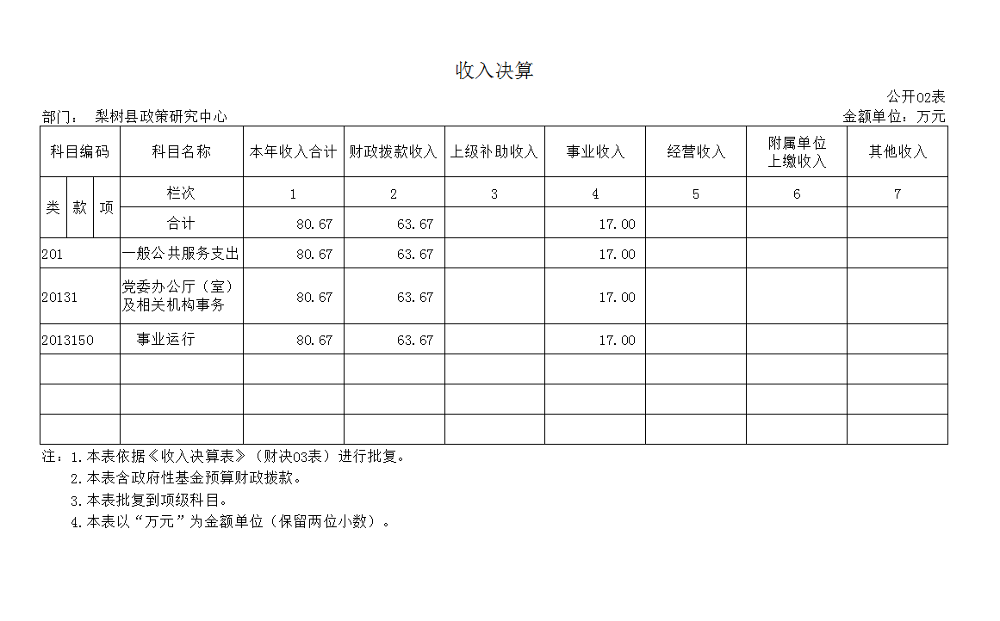 收入决算
公开02表
部门： 梨树县政策研究中心 金额单位：万元
科目编码 科目名称 本年收入合计 财政拨款收入 上级补助收入 事业收入 经营收入 附属单位 其他收入
上缴收入
类 款 项 栏次 1 2 3 4 5 6 7
合计 80.67 63.67 17.00
201 一般公共服务支出 80.67 63.67 17.00
20131 党委办公厅（室） 80.67 63.67 17.00
及相关机构事务
2013150 事业运行 80.67 63.67 17.00
注：1.本表依据《收入决算表》（财决03表）进行批复。
2.本表含政府性基金预算财政拨款。
3.本表批复到项级科目。
4.本表以“万元”为金额单位（保留两位小数）。